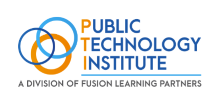 PUBLIC
TECHNOLOGY
INSTITUTE
A DIVISION OF FUSION LEARNING PARTNERS